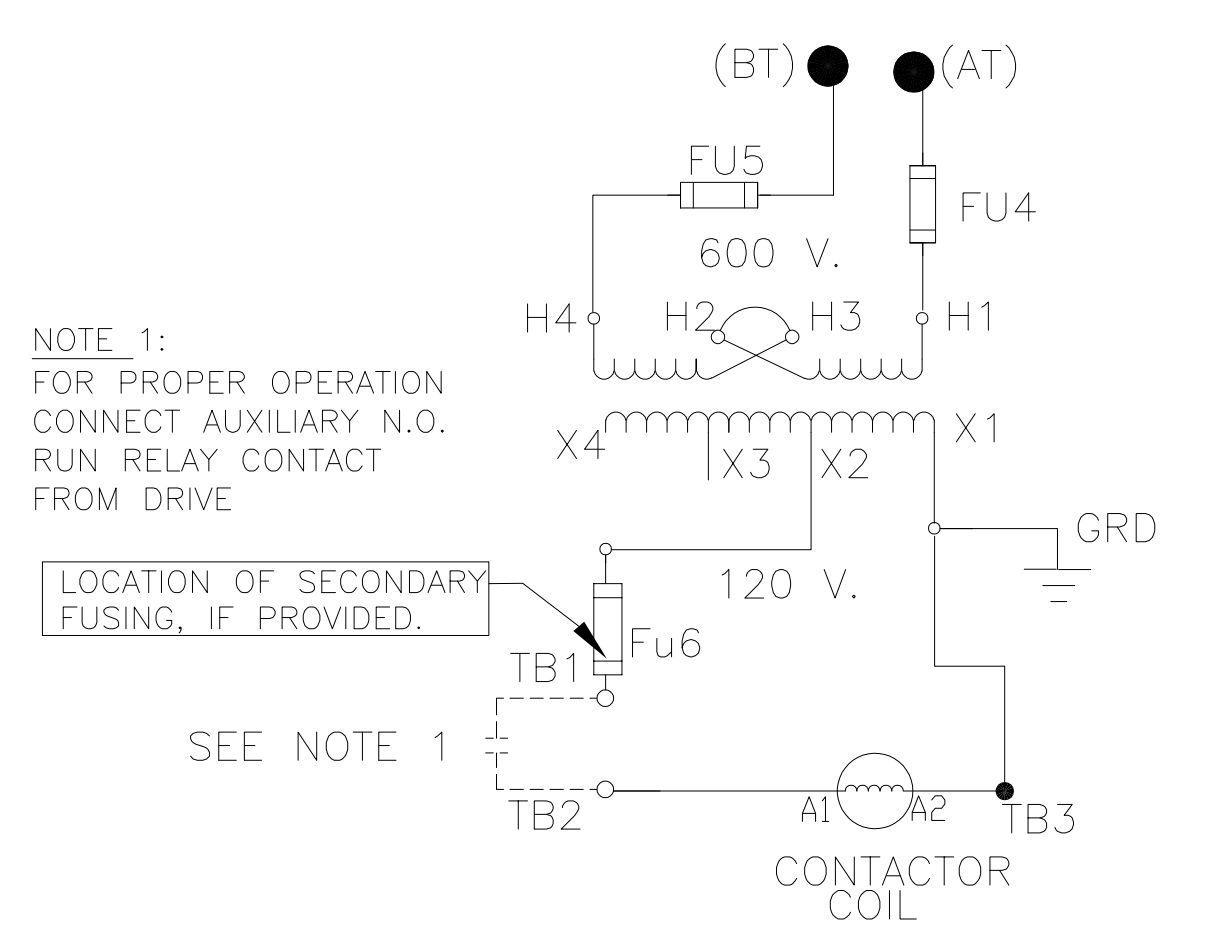 (BT)
(AT)
FU5
FU4
600 V.
H4
H2
H3
H1
NOTE 1:
FOR PROPER OPERATION
CONNECT AUXILIARY N.O.
RUN RELAY CONTACT
FROM DRIVE
X4
X3
X2
X1
GRD
LOCATION OF SECONDARY
FUSING, IF PROVIDED.
120 V.
Fu6
TB1
SEE NOTE 1
TB2
A1
A2
TB3
CONTACTOR
COIL